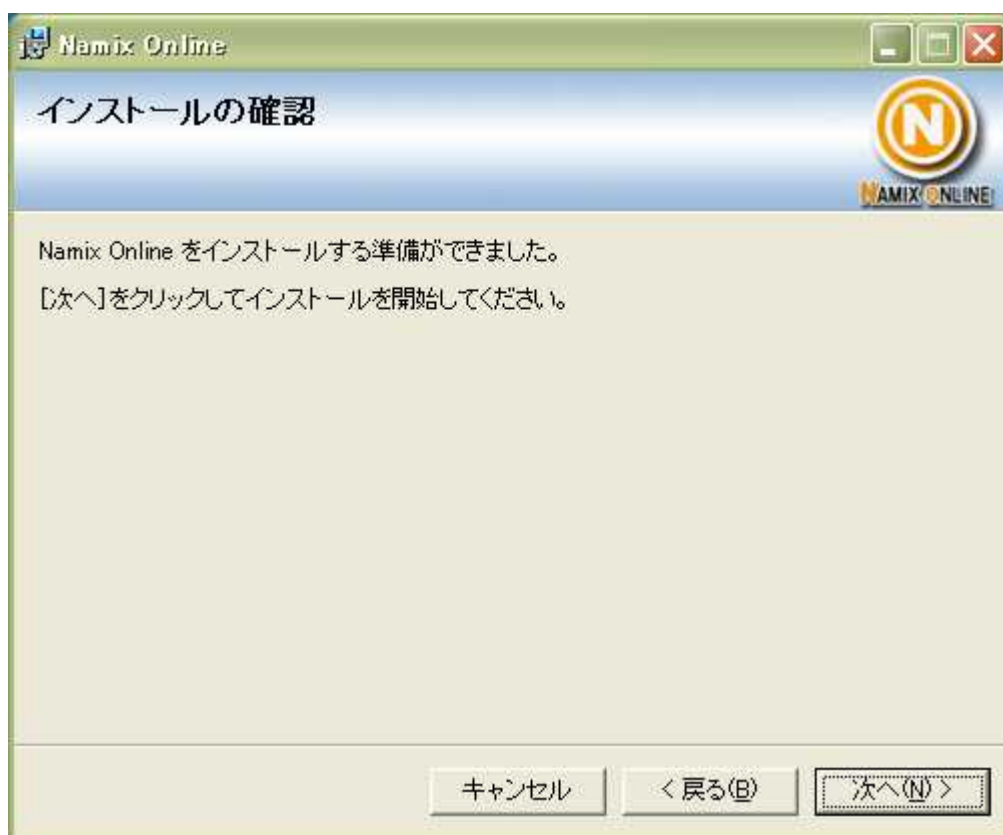 Namix Online
インストールの確認
N
NAMIX ONLINE
Namix Online をインストールする準備ができました。
[次へ]をクリックしてインストールを開始してください。
キャンセル
< 戻る(B)
次へ(N) >